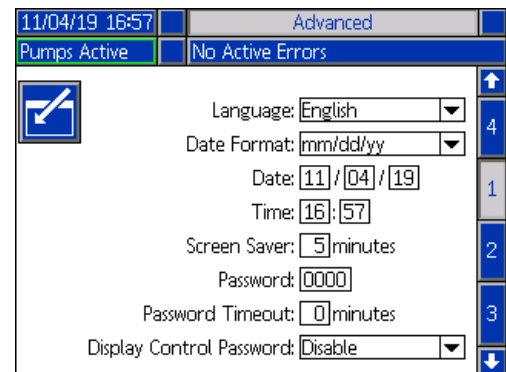 11/04/19 16:57 Advanced
Pumps Active No Active Errors
Language: English
Date Format: mm/dd/yy
Date: 11 / 04 / 19
Time: 16 : 57
Screen Saver: 5 minutes
Password: 0000
Password Timeout: 0 minutes
Display Control Password: Disable
4
1
2
3